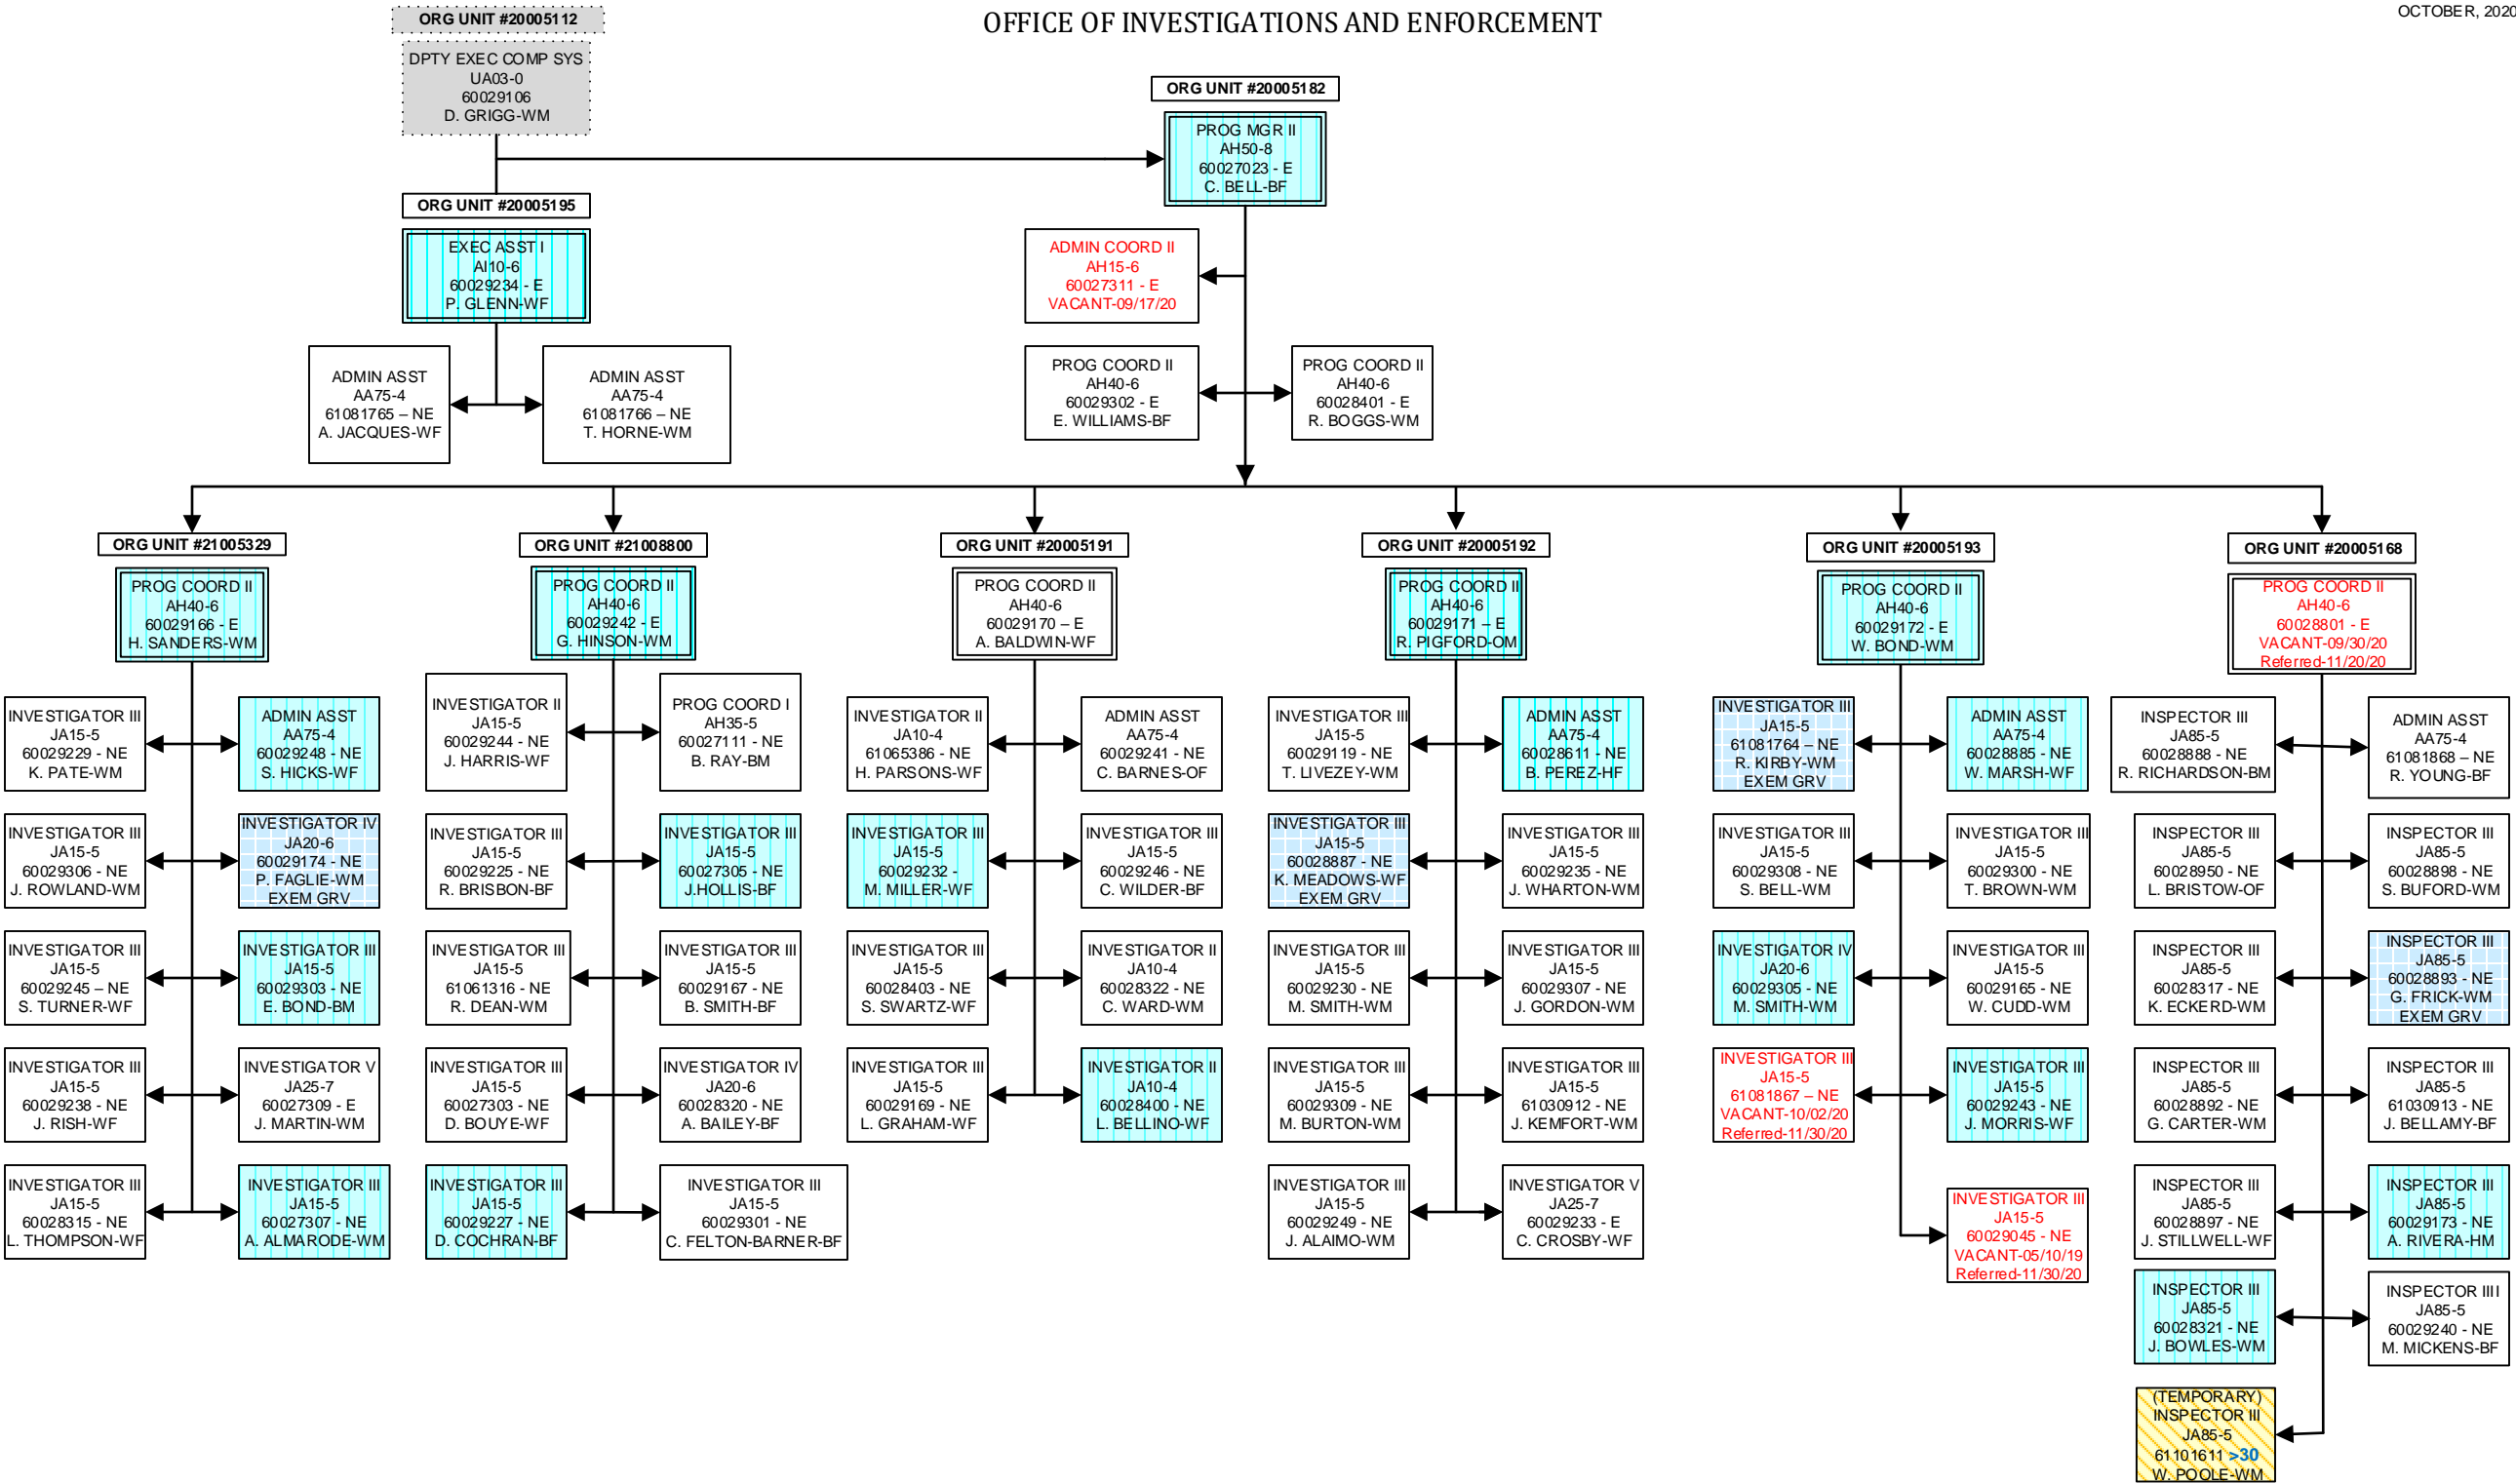 ORG UNIT #20005112
OFFICE OF INVESTIGATIONS AND ENFORCEMENT
OCTOBER, 2020
DPTY EXEC COMP SYS
UA03-0
60029106
D. GRIGG-WM
ORG UNIT #20005182
PROG MGR II
AH50-8
60027023 - E
C. BELL-BF
ORG UNIT #20005195
EXEC ASST I
AI10-6
60029234 - E
P. GLENN-WF
ADMIN COORD II
AH15-6
60027311 - E
VACANT-09/17/20
ADMIN ASST
AA75-4
61081765 – NE
A. JACQUES-WF
ADMIN ASST
AA75-4
61081766 – NE
T. HORNE-WM
PROG COORD II
AH40-6
60029302 - E
E. WILLIAMS-BF
PROG COORD II
AH40-6
60028401 - E
R. BOGGS-WM
ORG UNIT #21005329
PROG COORD II
AH40-6
60029166 - E
H. SANDERS-WM
INVESTIGATOR III
JA15-5
60029229 - NE
K. PATE-WM
ADMIN ASST
AA75-4
60029248 - NE
S. HICKS-WF
INVESTIGATOR III
JA15-5
60029306 - NE
J. ROWLAND-WM
INVESTIGATOR IV
JA20-6
60029174 - NE
P. FAGLIE-WM
EXEM GRV
INVESTIGATOR III
JA15-5
60029245 – NE
S. TURNER-WF
INVESTIGATOR III
JA15-5
60029303 - NE
E. BOND-BM
INVESTIGATOR III
JA15-5
60029238 - NE
J. RISH-WF
INVESTIGATOR V
JA25-7
60027309 - E
J. MARTIN-WM
INVESTIGATOR III
JA15-5
60028315 - NE
L. THOMPSON-WF
INVESTIGATOR III
JA15-5
60027307 - NE
A. ALMARODE-WM
ORG UNIT #21008800
PROG COORD II
AH40-6
60029242 - E
G. HINSON-WM
INVESTIGATOR II
JA15-5
60029244 - NE
J. HARRIS-WF
PROG COORD I
AH35-5
60027111 - NE
B. RAY-BM
INVESTIGATOR III
JA15-5
60029225 - NE
R. BRISBON-BF
INVESTIGATOR III
JA15-5
60027305 - NE
J.HOLLIS-BF
INVESTIGATOR III
JA15-5
61061316 - NE
R. DEAN-WM
INVESTIGATOR III
JA15-5
60029167 - NE
B. SMITH-BF
INVESTIGATOR III
JA15-5
60027303 - NE
D. BOUYE-WF
INVESTIGATOR IV
JA20-6
60028320 - NE
A. BAILEY-BF
INVESTIGATOR III
JA15-5
60029227 - NE
D. COCHRAN-BF
INVESTIGATOR III
JA15-5
60029301 - NE
C. FELTON-BARNER-BF
ORG UNIT #20005191
PROG COORD II
AH40-6
60029170 – E
A. BALDWIN-WF
INVESTIGATOR II
JA10-4
61065386 - NE
H. PARSONS-WF
ADMIN ASST
AA75-4
60029241 - NE
C. BARNES-OF
INVESTIGATOR III
JA15-5
60029232 -
M. MILLER-WF
INVESTIGATOR III
JA15-5
60029246 - NE
C. WILDER-BF
INVESTIGATOR III
JA15-5
60028403 - NE
S. SWARTZ-WF
INVESTIGATOR II
JA10-4
60028322 - NE
C. WARD-WM
INVESTIGATOR III
JA15-5
60029169 - NE
L. GRAHAM-WF
INVESTIGATOR II
JA10-4
60028400 - NE
L. BELLINO-WF
ORG UNIT #20005192
PROG COORD II
AH40-6
60029171 – E
R. PIGFORD-OM
INVESTIGATOR III
JA15-5
60029119 - NE
T. LIVEZEY-WM
ADMIN ASST
AA75-4
60028611 - NE
B. PEREZ-HF
INVESTIGATOR III
JA15-5
60028887 - NE
K. MEADOWS-WF
EXEM GRV
INVESTIGATOR III
JA15-5
60029235 - NE
J. WHARTON-WM
INVESTIGATOR III
JA15-5
60029230 - NE
M. SMITH-WM
INVESTIGATOR III
JA15-5
60029307 - NE
J. GORDON-WM
INVESTIGATOR III
JA15-5
60029309 - NE
M. BURTON-WM
INVESTIGATOR III
JA15-5
61030912 - NE
J. KEMFORT-WM
INVESTIGATOR III
JA15-5
60029249 - NE
J. ALAIMO-WM
INVESTIGATOR V
JA25-7
60029233 - E
C. CROSBY-WF
ORG UNIT #20005193
PROG COORD II
AH40-6
60029172 - E
W. BOND-WM
INVESTIGATOR III
JA15-5
61081764 – NE
R. KIRBY-WM
EXEM GRV
ADMIN ASST
AA75-4
60028885 - NE
W. MARSH-WF
INVESTIGATOR III
JA15-5
60029308 - NE
S. BELL-WM
INVESTIGATOR III
JA15-5
60029300 - NE
T. BROWN-WM
INVESTIGATOR IV
JA20-6
60029305 - NE
M. SMITH-WM
INVESTIGATOR III
JA15-5
60029165 - NE
W. CUDD-WM
INVESTIGATOR III
JA15-5
61081867 – NE
VACANT-10/02/20
Referred-11/30/20
INVESTIGATOR III
JA15-5
60029243 - NE
J. MORRIS-WF
INVESTIGATOR III
JA15-5
60029045 - NE
VACANT-05/10/19
Referred-11/30/20
ORG UNIT #20005168
PROG COORD II
AH40-6
60028801 - E
VACANT-09/30/20
Referred-11/20/20
INSPECTOR III
JA85-5
60028888 - NE
R. RICHARDSON-BM
ADMIN ASST
AA75-4
61081868 – NE
R. YOUNG-BF
INSPECTOR III
JA85-5
60028950 - NE
L. BRISTOW-OF
INSPECTOR III
JA85-5
60028898 - NE
S. BUFORD-WM
INSPECTOR III
JA85-5
60028317 - NE
K. ECKERD-WM
INSPECTOR III
JA85-5
60028893 - NE
G. FRICK-WM
EXEM GRV
INSPECTOR III
JA85-5
60028892 - NE
G. CARTER-WM
INSPECTOR III
JA85-5
61030913 - NE
J. BELLAMY-BF
INSPECTOR III
JA85-5
60028897 - NE
J. STILLWELL-WF
INSPECTOR III
JA85-5
60029173 - NE
A. RIVERA-HM
INSPECTOR III
JA85-5
60028321 - NE
J. BOWLES-WM
INSPECTOR IIII
JA85-5
60029240 - NE
M. MICKENS-BF
(TEMPORARY)
INSPECTOR III
JA85-5
61101611 >30
W. POOLE-WM